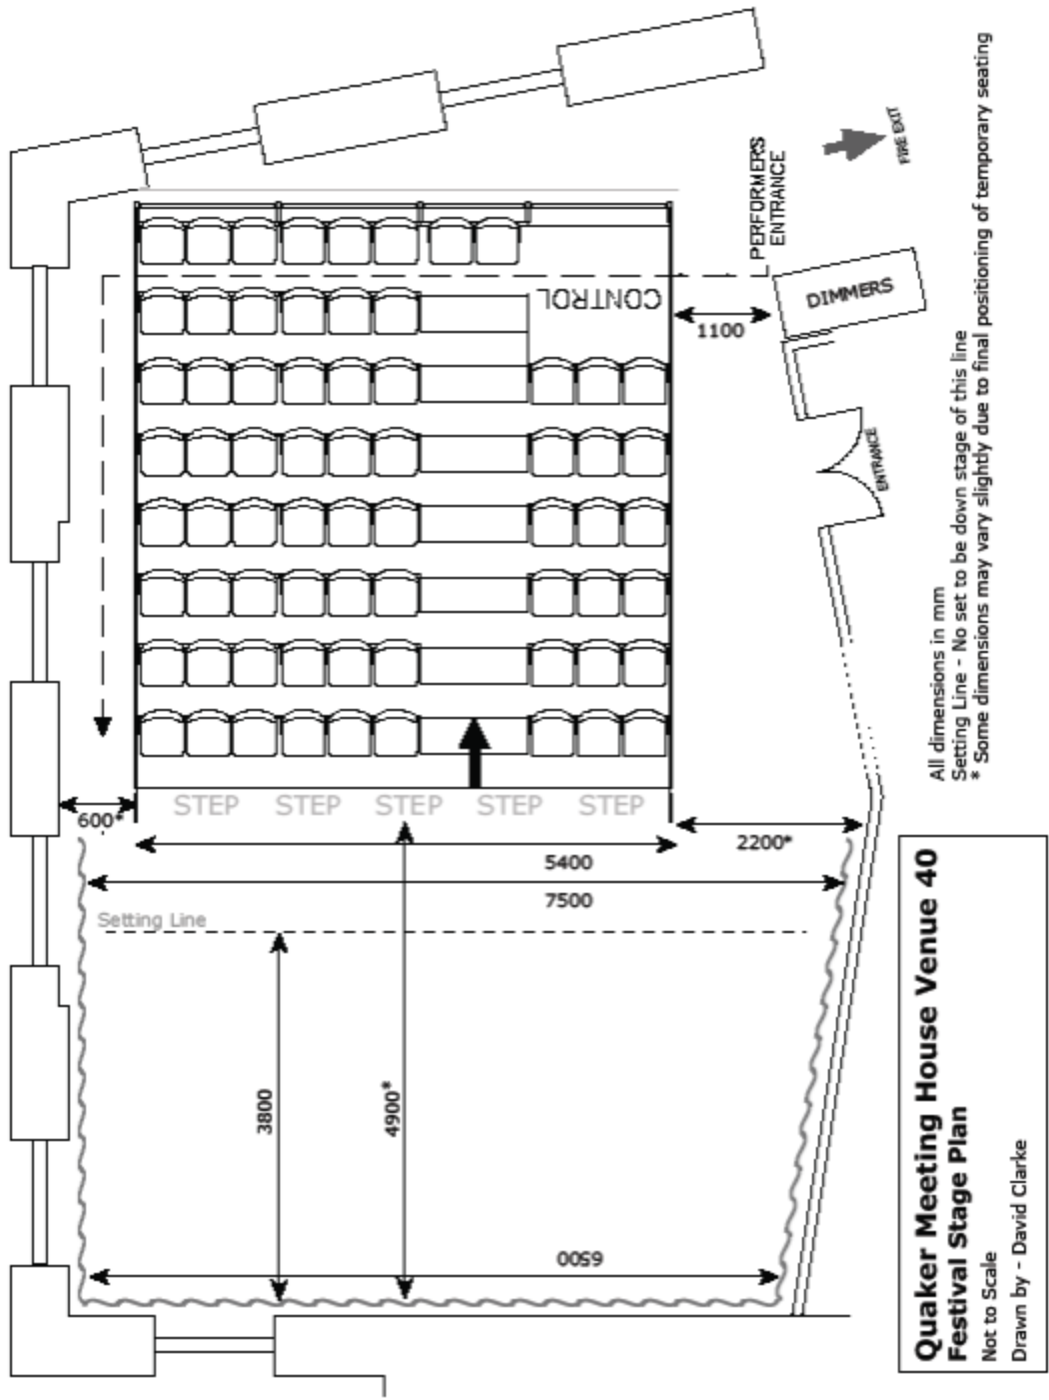 FIRE EXIT
PERFORMERS
ENTRANCE
DIMMERS
CONTROL
1100
ENTRANCE
All dimensions in mm
Setting Line - No set to be down stage of this line
* Some dimensions may vary slightly due to final positioning of temporary seating
STEP STEP STEP STEP STEP
600*
2200*
5400
7500
Setting Line
3800
4900*
6500
Quaker Meeting House Venue 40
Festival Stage Plan
Not to Scale
Drawn by - David Clarke